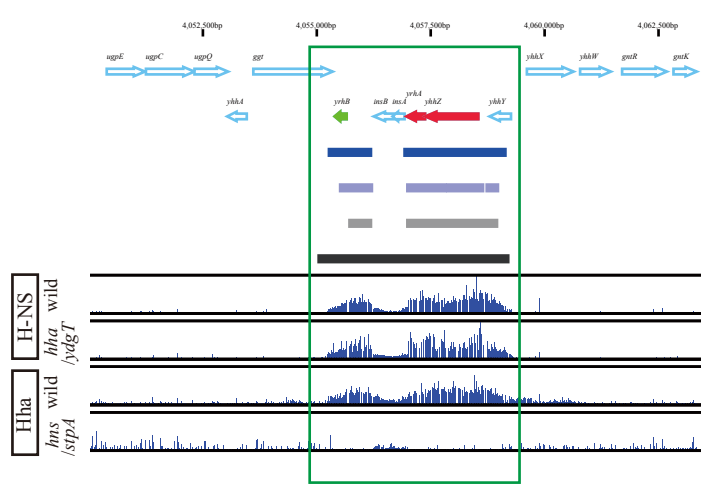 4,052,500bp 4,055,000bp 4,057,500bp 4,060,000bp 4,062,500bp
ugpE ugpC ugpQ ggt yhhX yhhW gntR gntK
yrhA
yhhA yrhB insB insA yhhZ yhhY
H-NS
wild
hha
/ydgT
Hha
wild
hns
/stpA